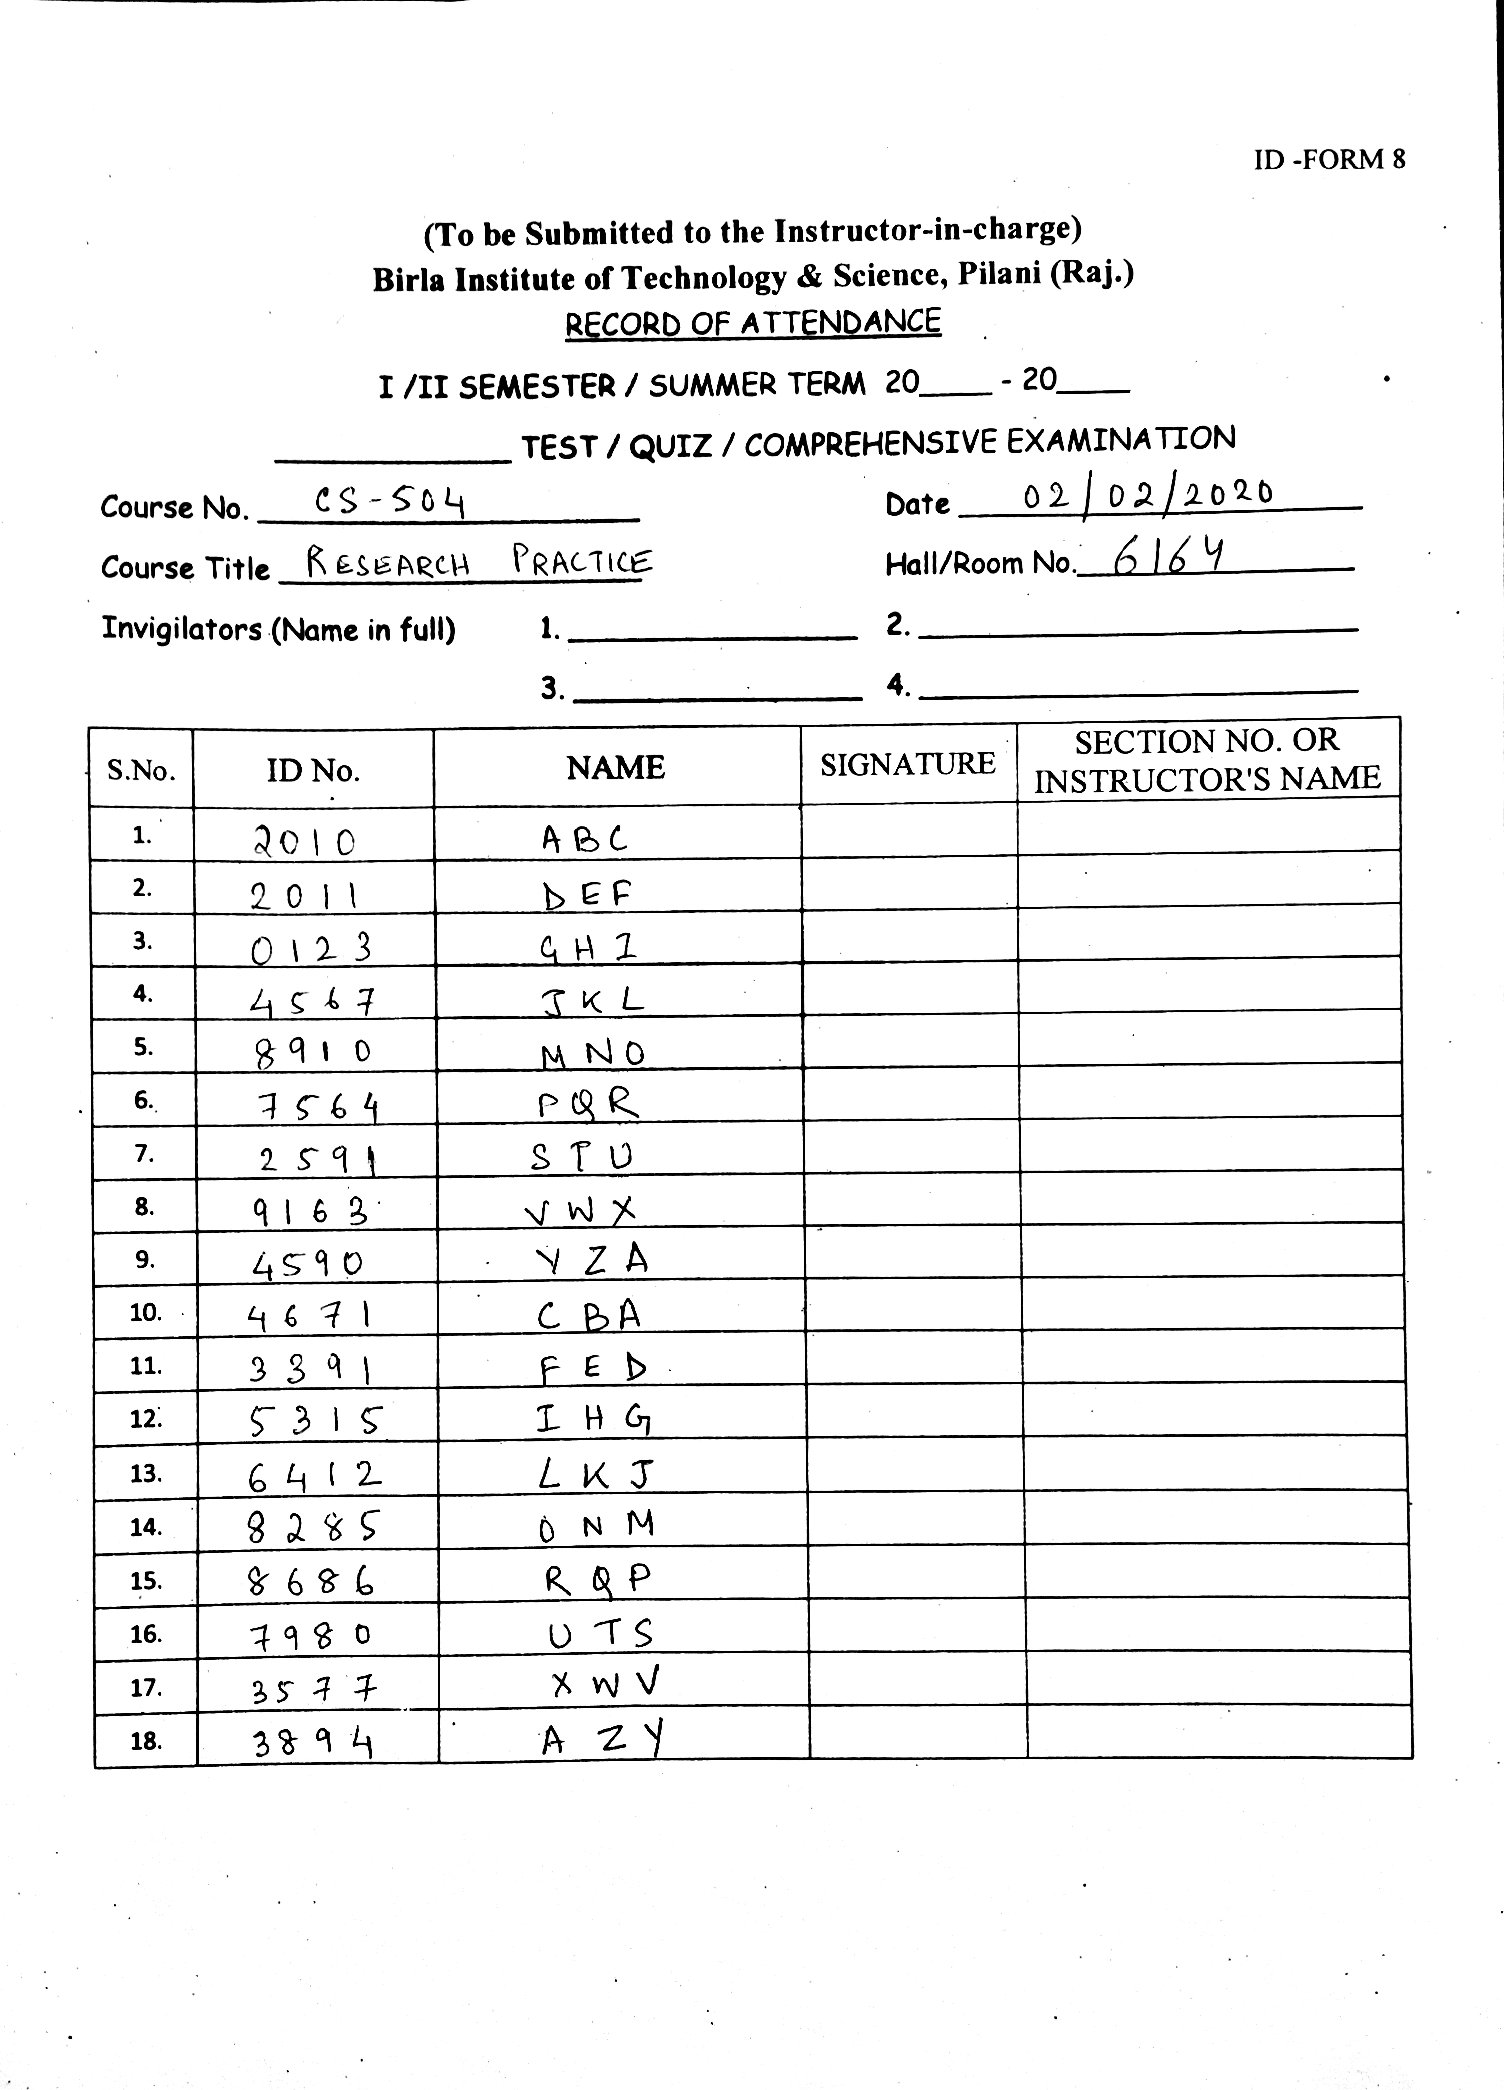 ID -FORM 8
(To be Submitted to the Instructor-in-charge)
Birla Institute of Technology & Science, Pilani (Raj.)
RECORD OF ATTENDANCE
I /II SEMESTER / SUMMER TERM 20____ - 20____
____________ TEST / QUIZ / COMPREHENSIVE EXAMINATION
Course No. CS-504 Date 02/02/2020
Course Title RESEARCH PRACTICE Hall/Room No. 6164
Invigilators (Name in full) 1. ____________ 2. ____________
3. ____________ 4. ____________
S.No. ID No. NAME SIGNATURE SECTION NO. OR INSTRUCTOR'S NAME
1. 2010 ABC
2. 2011 DEF
3. 0123 GHI
4. 4567 JKL
5. 8910 MNO
6. 7564 PQR
7. 2591 STU
8. 9163 VWX
9. 4590 YZA
10. 4671 CBA
11. 3391 FED
12. 5315 IHG
13. 6412 LKJ
14. 8285 ONM
15. 8686 RQP
16. 7980 UTS
17. 3577 XWV
18. 3894 AZY